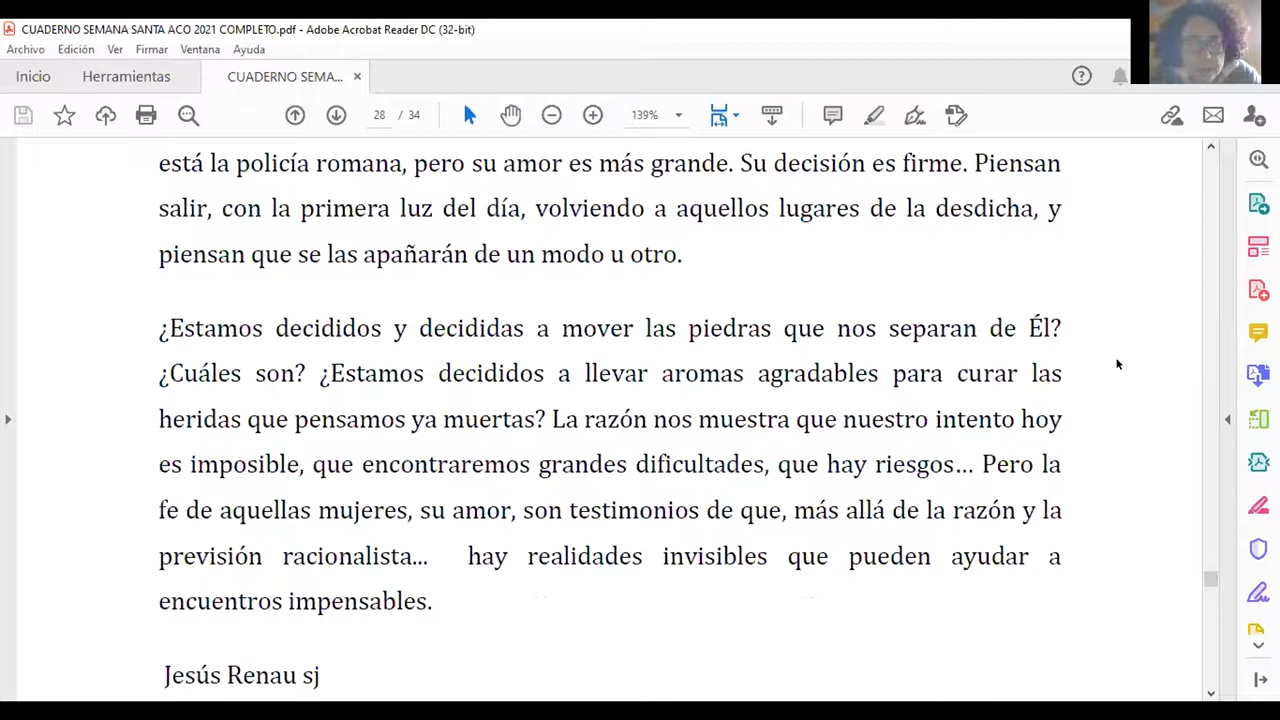 CUADERNO SEMANA SANTA ACO 2021 COMPLETO.pdf - Adobe Acrobat Reader DC (32-bit)
Archivo Edición Ver Firmar Ventana Ayuda
Inicio Herramientas CUADERNO SEMA... ×
28 / 34 139%
está la policía romana, pero su amor es más grande. Su decisión es firme. Piensan
salir, con la primera luz del día, volviendo a aquellos lugares de la desdicha, y
piensan que se las apañarán de un modo u otro.
¿Estamos decididos y decididas a mover las piedras que nos separan de Él?
¿Cuáles son? ¿Estamos decididos a llevar aromas agradables para curar las
heridas que pensamos ya muertas? La razón nos muestra que nuestro intento hoy
es imposible, que encontraremos grandes dificultades, que hay riesgos... Pero la
fe de aquellas mujeres, su amor, son testimonios de que, más allá de la razón y la
previsión racionalista... hay realidades invisibles que pueden ayudar a
encuentros impensables.
Jesús Renau sj